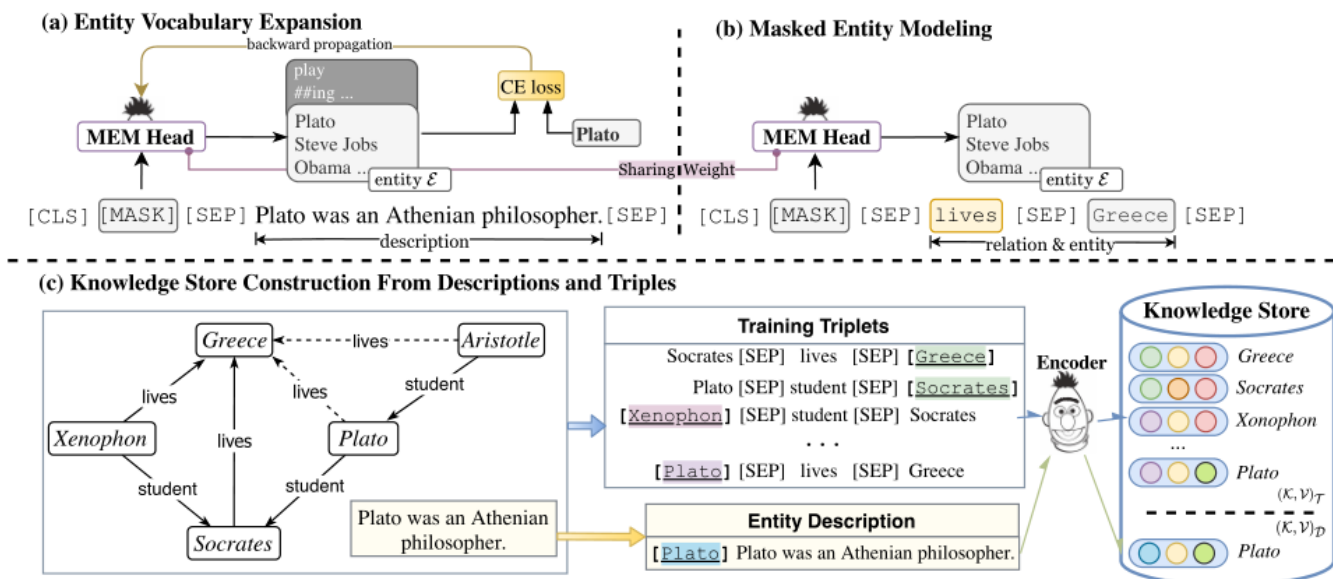 (a) Entity Vocabulary Expansion
backward propagation
play
##ing ...
CE loss
Plato
Steve Jobs
Obama ...
entity ℰ
MEM Head
Plato
[CLS] [MASK] [SEP] Plato was an Athenian philosopher. [SEP]
description
Sharing Weight
(b) Masked Entity Modeling
MEM Head
Plato
Steve Jobs
Obama ...
entity ℰ
[CLS] [MASK] [SEP] lives [SEP] Greece [SEP]
relation & entity
(c) Knowledge Store Construction From Descriptions and Triples
Greece
lives
Aristotle
lives
lives
student
lives
Xenophon
Plato
student
student
Socrates
Plato was an Athenian
philosopher.
Training Triplets
Socrates [SEP] lives [SEP] [Greece]
Plato [SEP] student [SEP] [Socrates]
[Xenophon] [SEP] student [SEP] Socrates
...
[Plato] [SEP] lives [SEP] Greece
Entity Description
[Plato] Plato was an Athenian philosopher.
Encoder
Knowledge Store
Greece
Socrates
Xonophon
...
Plato
(𝒦, 𝒱)𝒯
(𝒦, 𝒱)𝒟
Plato